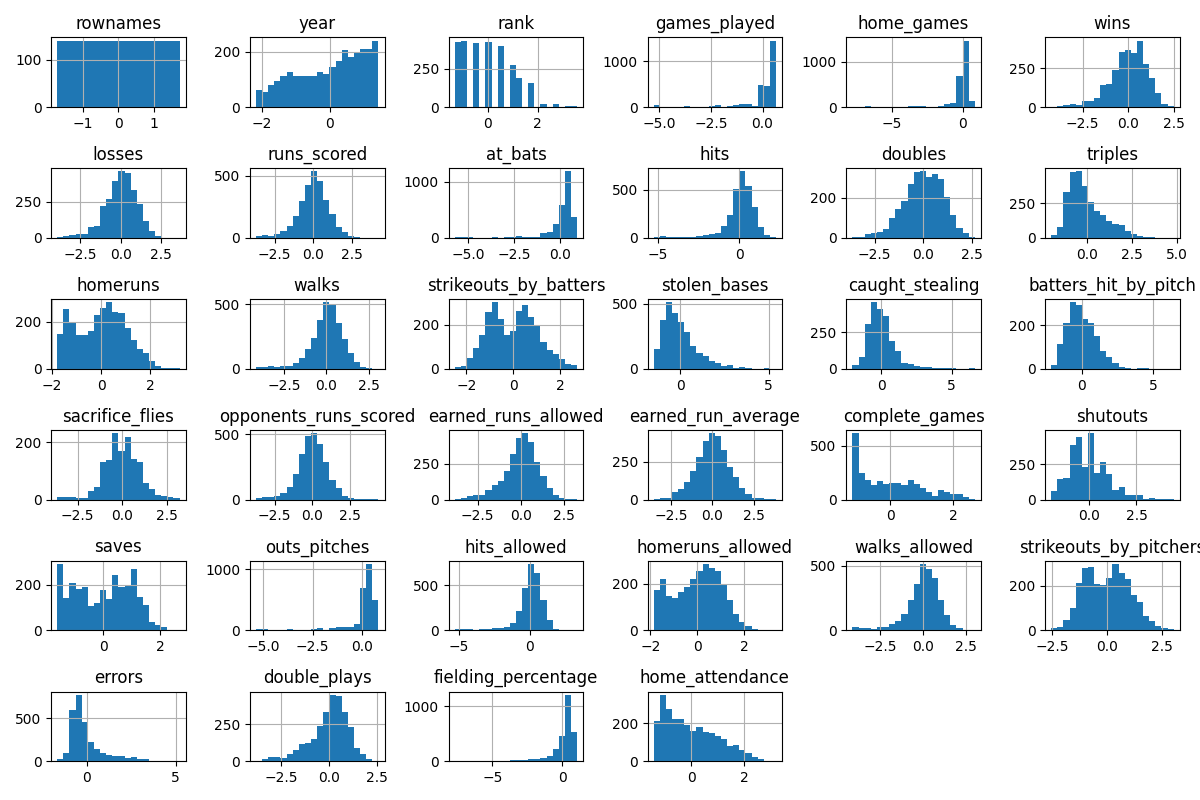 rownames year rank games_played home_games wins
100 200 250 1000 1000 250
0 0 0 0 0 0
−1 0 1 −2 0 0 2 −5.0 −2.5 0.0 −5 0 −2.5 0.0 2.5
losses runs_scored at_bats hits doubles triples
250 500 1000 500 200 250
0 0 0 0 0 0
−2.5 0.0 2.5 −2.5 0.0 2.5 −5.0 −2.5 0.0 −5 0 −2.5 0.0 2.5 0.0 2.5 5.0
homeruns walks strikeouts_by_batters stolen_bases caught_stealing batters_hit_by_pitch
200 500 200 500 250 200
0 250 0 250 0 0
0
0
−2 0 2 −2.5 0.0 2.5 −2 0 2 0 5 0 5 0 5
sacrifice_flies opponents_runs_scored earned_runs_allowed earned_run_average complete_games shutouts
200 500 250 250 500 250
0 250 0 0 0 0
0
−2.5 0.0 2.5 −2.5 0.0 2.5 −2.5 0.0 2.5 −2.5 0.0 2.5 0 2 0.0 2.5
saves outs_pitches hits_allowed homeruns_allowed walks_allowed strikeouts_by_pitchers
200 1000 500 200 500 200
0 500 0 0 250 0
0 0
0 2 −5.0 −2.5 0.0 −5 0 −2 0 2 −2.5 0.0 2.5 −2.5 0.0 2.5
errors double_plays fielding_percentage home_attendance
500 250 1000 200
0 0 0 0
0 5 −2.5 0.0 2.5 −5 0 0 2